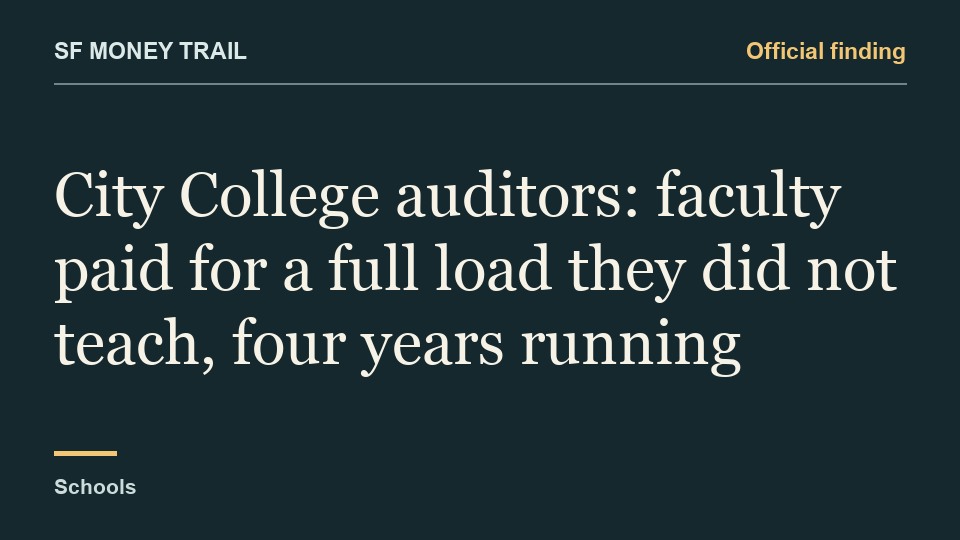 SF MONEY TRAIL
Official finding
City College auditors: faculty
paid for a full load they did not
teach, four years running
Schools